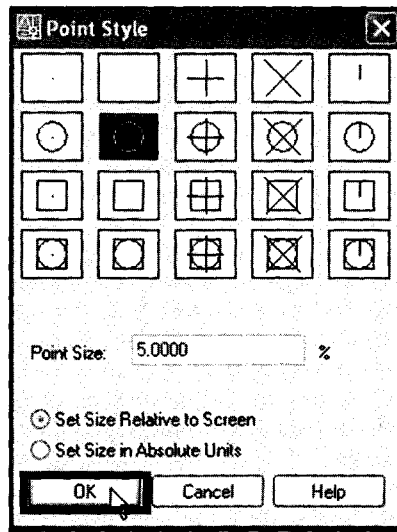 Point Style
Point Size: 5.0000 %
Set Size Relative to Screen
Set Size in Absolute Units
OK Cancel Help